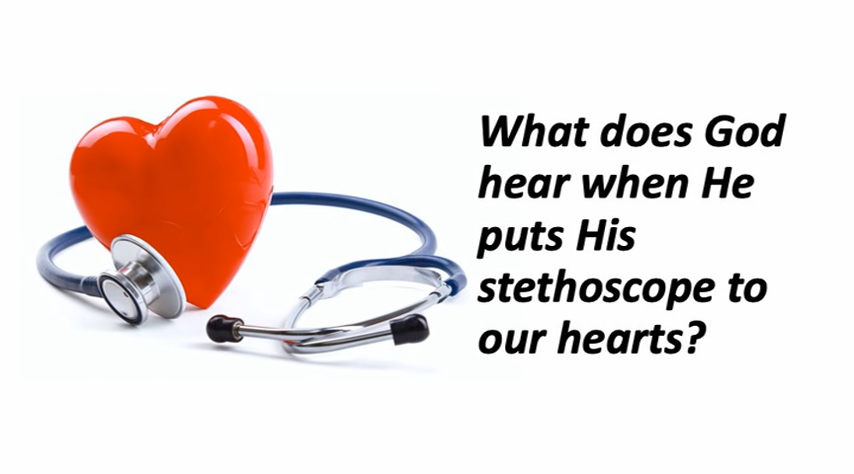 What does God
hear when He
puts His
stethoscope to
our hearts?